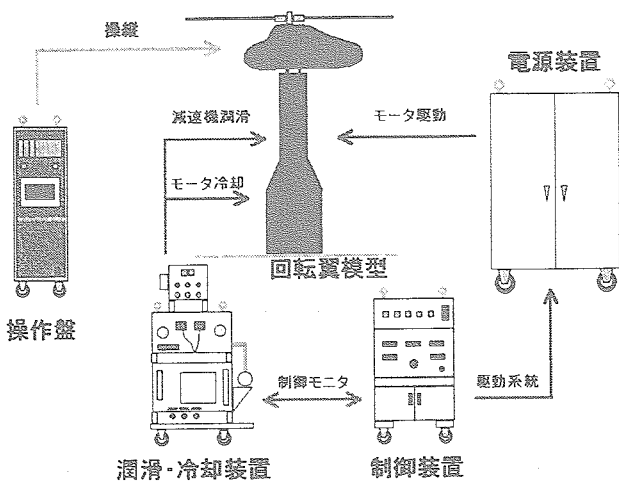 操縦
電源装置
減速機潤滑
モータ駆動
モータ冷却
回転翼模型
操作盤
制御モニタ
駆動系統
潤滑・冷却装置
制御装置